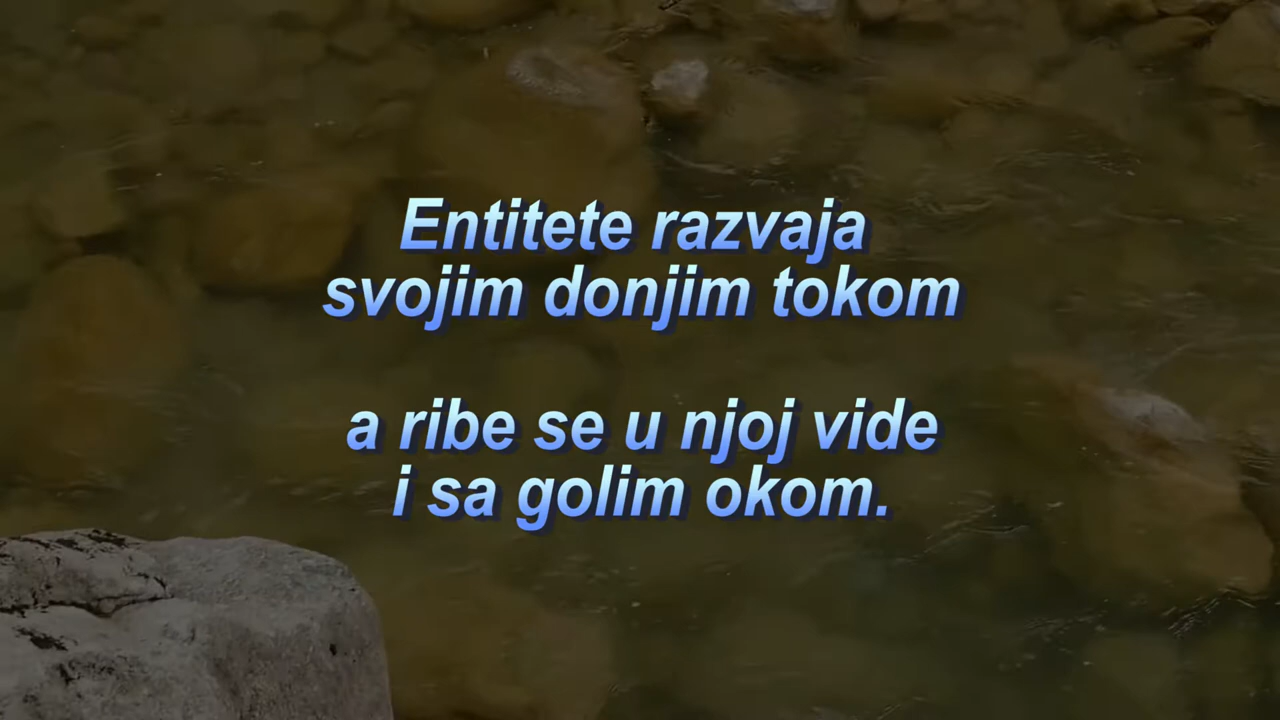 Entitete razvaja
svojim donjim tokom
a ribe se u njoj vide
i sa golim okom.